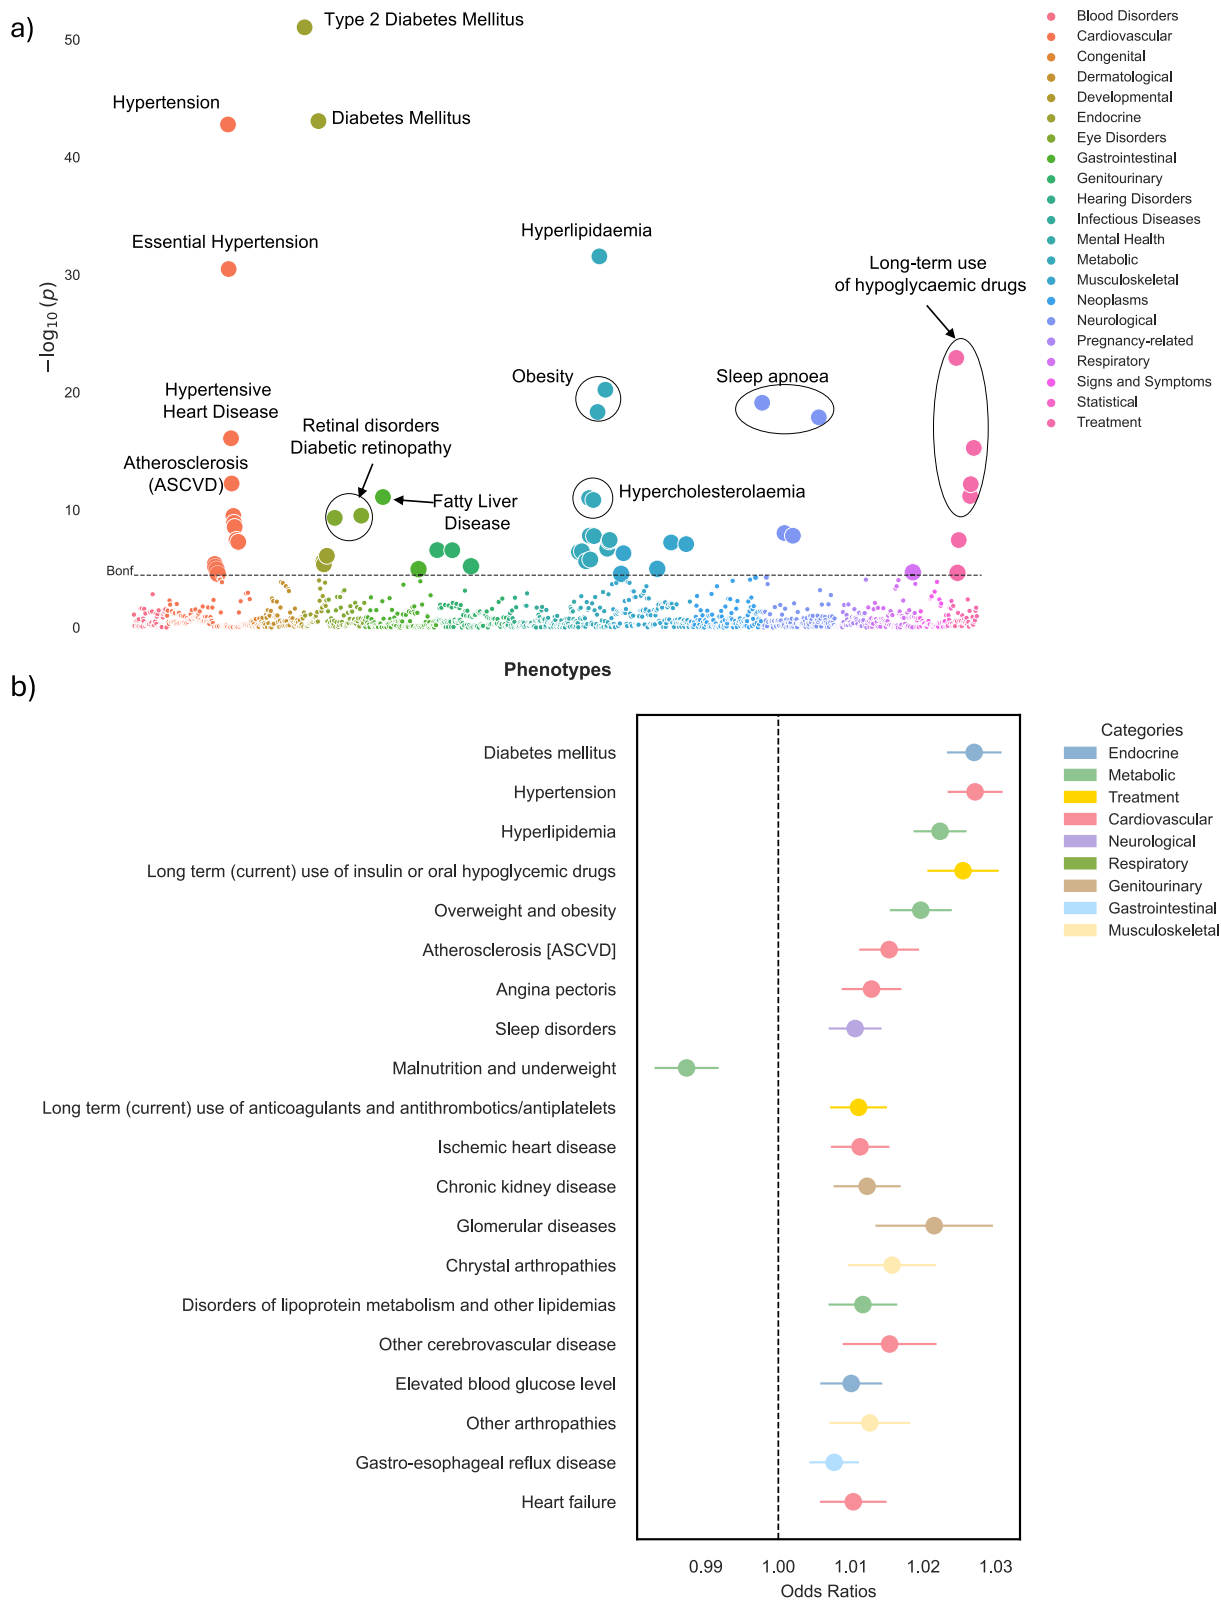 a)
50
40
30
20
10
0
−log₁₀(p)
Type 2 Diabetes Mellitus
Hypertension
Diabetes Mellitus
Essential Hypertension
Hyperlipidaemia
Long-term use
of hypoglycaemic drugs
Hypertensive
Heart Disease
Obesity
Sleep apnoea
Retinal disorders
Diabetic retinopathy
Atherosclerosis
(ASCVD)
Fatty Liver
Disease
Hypercholesterolaemia
Bonf
Phenotypes
Blood Disorders
Cardiovascular
Congenital
Dermatological
Developmental
Endocrine
Eye Disorders
Gastrointestinal
Genitourinary
Hearing Disorders
Infectious Diseases
Mental Health
Metabolic
Musculoskeletal
Neoplasms
Neurological
Pregnancy-related
Respiratory
Signs and Symptoms
Statistical
Treatment
b)
Diabetes mellitus
Hypertension
Hyperlipidemia
Long term (current) use of insulin or oral hypoglycemic drugs
Overweight and obesity
Atherosclerosis [ASCVD]
Angina pectoris
Sleep disorders
Malnutrition and underweight
Long term (current) use of anticoagulants and antithrombotics/antiplatelets
Ischemic heart disease
Chronic kidney disease
Glomerular diseases
Chrystal arthropathies
Disorders of lipoprotein metabolism and other lipidemias
Other cerebrovascular disease
Elevated blood glucose level
Other arthropathies
Gastro-esophageal reflux disease
Heart failure
0.99 1.00 1.01 1.02 1.03
Odds Ratios
Categories
Endocrine
Metabolic
Treatment
Cardiovascular
Neurological
Respiratory
Genitourinary
Gastrointestinal
Musculoskeletal